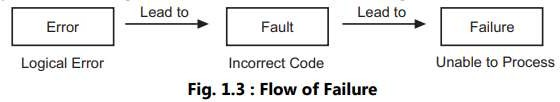 Error Lead to Fault Lead to Failure
Logical Error Incorrect Code Unable to Process
Fig. 1.3 : Flow of Failure